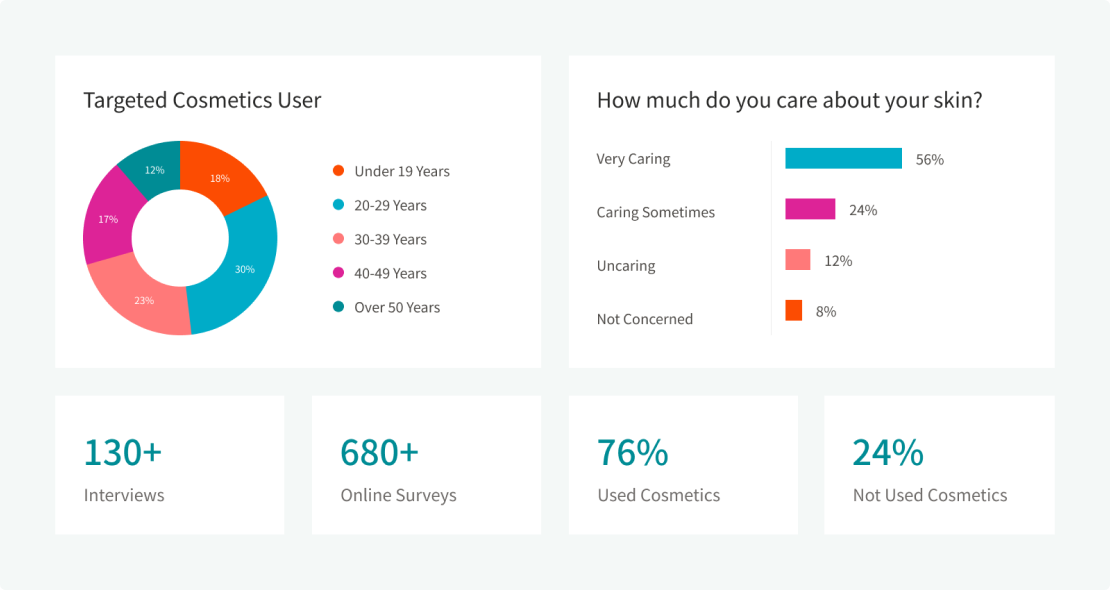 Targeted Cosmetics User
12%
18%
17%
30%
23%
Under 19 Years
20-29 Years
30-39 Years
40-49 Years
Over 50 Years
How much do you care about your skin?
Very Caring 56%
Caring Sometimes 24%
Uncaring 12%
Not Concerned 8%
130+
Interviews
680+
Online Surveys
76%
Used Cosmetics
24%
Not Used Cosmetics